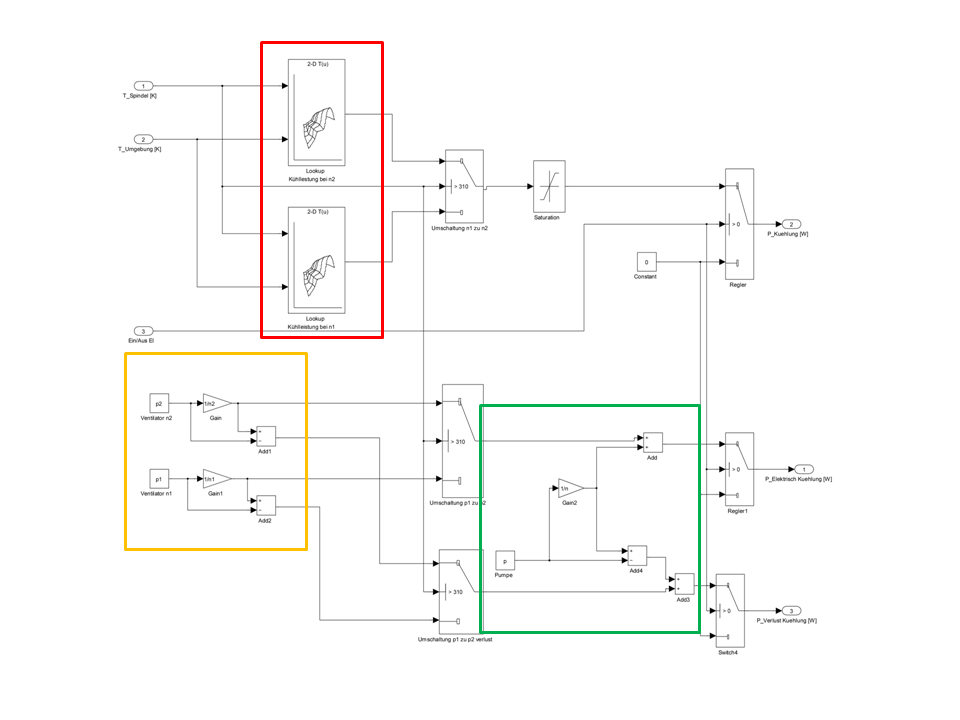 2-D T(u)
1
T_Spindel [K]
2
T_Umgebung [K]
Lookup
Kühlleistung bei n2
> 310
Umschaltung n1 zu n2
Saturation
> 0
Regler
2
P_Kuehlung [W]
2-D T(u)
0
Constant
Lookup
Kühlleistung bei n1
3
Ein/Aus El
p2
Ventilator n2
1/n2
Gain
+
−
Add1
p1
Ventilator n1
1/n1
Gain1
+
−
Add2
> 310
Umschaltung p1 zu p2
+
+
Add
1/n
Gain2
p
Pumpe
+
−
Add4
+
+
Add3
> 0
Regler1
1
P_Elektrisch Kuehlung [W]
> 310
Umschaltung p1 zu p2 verlust
> 0
Switch4
3
P_Verlust Kuehlung [W]